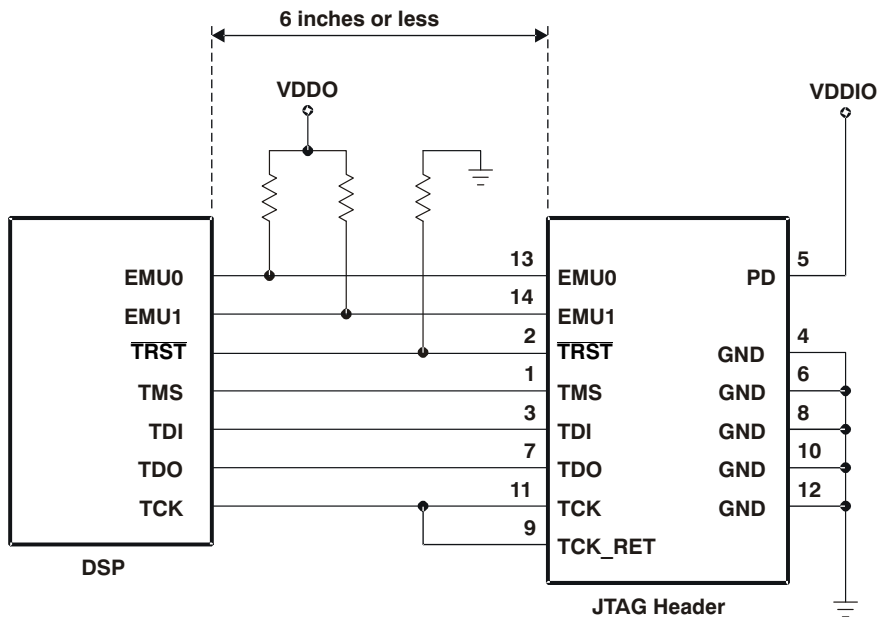 6 inches or less
VDDO
VDDIO
EMU0
EMU1
TRST
TMS
TDI
TDO
TCK
DSP
13
14
2
1
3
7
11
9
EMU0
EMU1
TRST
TMS
TDI
TDO
TCK
TCK_RET
PD
GND
GND
GND
GND
GND
5
4
6
8
10
12
JTAG Header